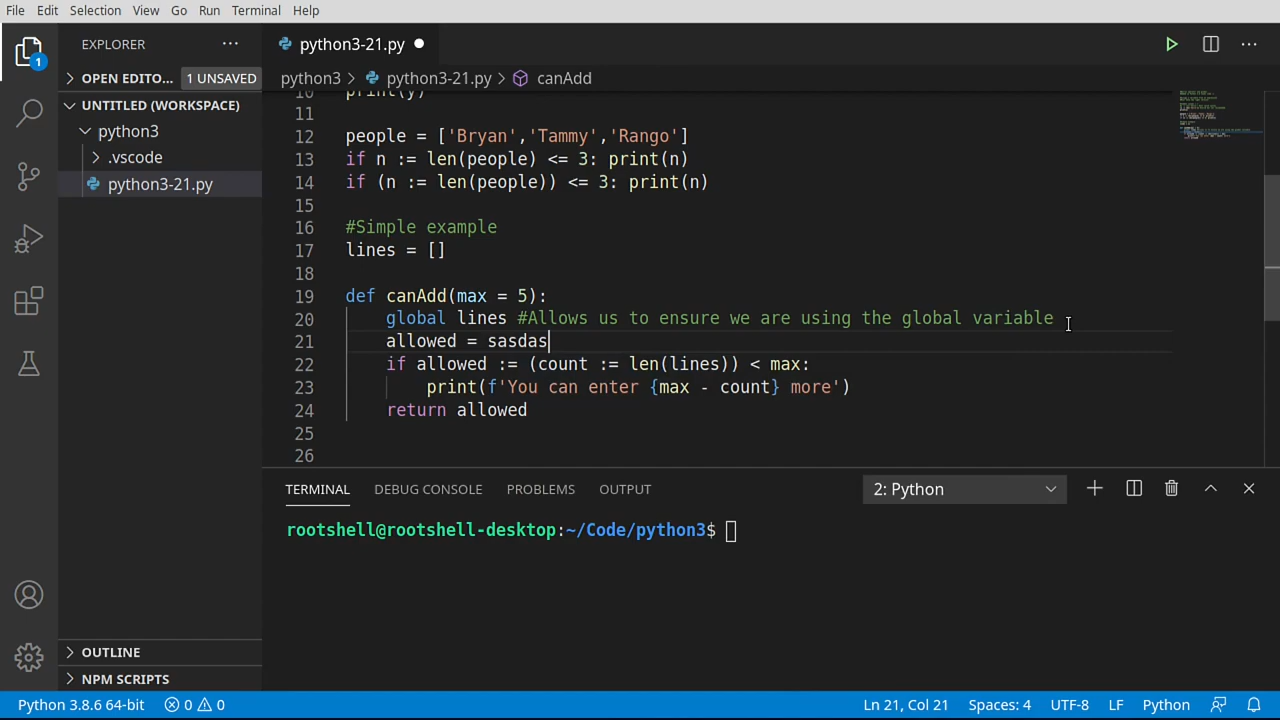 File Edit Selection View Go Run Terminal Help
EXPLORER ...
python3-21.py
OPEN EDITO... 1 UNSAVED
UNTITLED (WORKSPACE)
python3
.vscode
python3-21.py
OUTLINE
NPM SCRIPTS
1
python3 > python3-21.py > canAdd
10 print(y)
11
12 people = ['Bryan','Tammy','Rango']
13 if n := len(people) <= 3: print(n)
14 if (n := len(people)) <= 3: print(n)
15
16 #Simple example
17 lines = []
18
19 def canAdd(max = 5):
20 global lines #Allows us to ensure we are using the global variable
21 allowed = sasdas
22 if allowed := (count := len(lines)) < max:
23 print(f'You can enter {max - count} more')
24 return allowed
25
26
TERMINAL DEBUG CONSOLE PROBLEMS OUTPUT 2: Python
rootshell@rootshell-desktop:~/Code/python3$
Python 3.8.6 64-bit 0 0 Ln 21, Col 21 Spaces: 4 UTF-8 LF Python